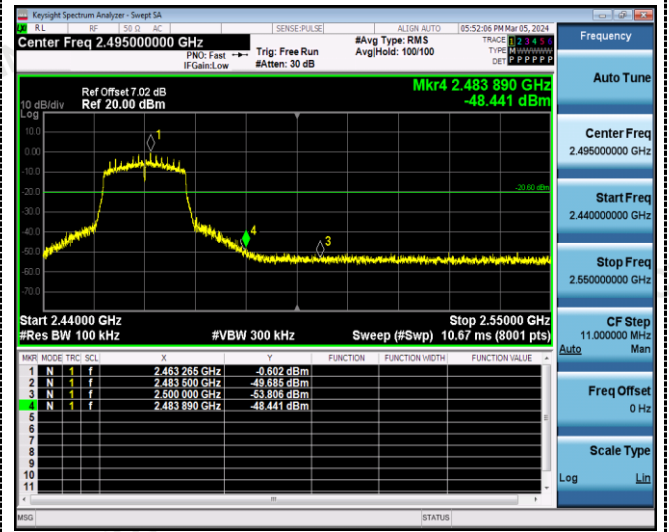 Keysight Spectrum Analyzer - Swept SA
RL RF 50 Ω AC SENSE:PULSE ALIGN AUTO 05:52:06 PM Mar 05, 2024
Center Freq 2.495000000 GHz
#Avg Type: RMS
TRACE 1 2 3 4 5 6
PNO: Fast Trig: Free Run Avg|Hold: 100/100 TYPE M W W W W W
IFGain:Low #Atten: 30 dB DET P P P P P P
Mkr4 2.483 890 GHz
-48.441 dBm
Ref Offset 7.02 dB
10 dB/div Ref 20.00 dBm
Log
10.0
0.00
-10.0
-20.0
-30.0
-40.0
-50.0
-60.0
-70.0
1
4
3
-20.60 dBm
Start 2.44000 GHz Stop 2.55000 GHz
#Res BW 100 kHz #VBW 300 kHz Sweep (#Swp) 10.67 ms (8001 pts)
MKR MODE TRC SCL X Y FUNCTION FUNCTION WIDTH FUNCTION VALUE
1 N 1 f 2.463 265 GHz -0.602 dBm
2 N 1 f 2.483 500 GHz -49.685 dBm
3 N 1 f 2.500 000 GHz -53.806 dBm
4 N 1 f 2.483 890 GHz -48.441 dBm
5
6
7
8
9
10
11
MSG STATUS
Frequency
Auto Tune
Center Freq
2.495000000 GHz
Start Freq
2.440000000 GHz
Stop Freq
2.550000000 GHz
CF Step
11.000000 MHz
Auto Man
Freq Offset
0 Hz
Scale Type
Log Lin